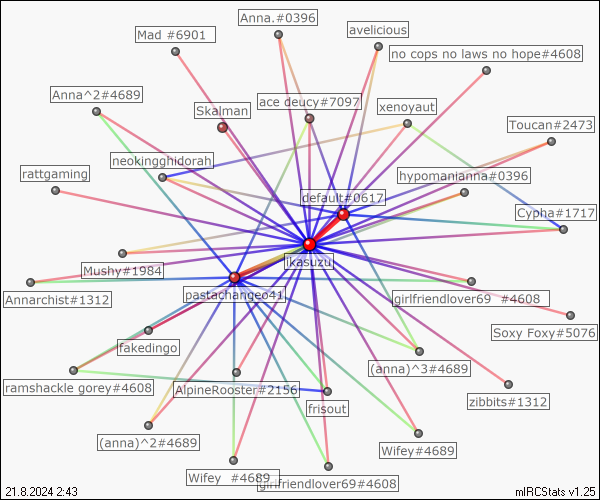 Anna.#0396
avelicious
Mad #6901
no cops no laws no hope#4608
Anna^2#4689
Skalman
ace deucy#7097
xenoyaut
Toucan#2473
neokingghidorah
rattgaming
hypomanianna#0396
default#0617
Cypha#1717
ikasuzu
Mushy#1984
pastachangeo41
Annarchist#1312
girlfriendlover69 #4608
Soxy Foxy#5076
fakedingo
(anna)^3#4689
ramshackle gorey#4608
AlpineRooster#2156
zibbits#1312
frisout
(anna)^2#4689
Wifey#4689
Wifey #4689
girlfriendlover69#4608
21.8.2024 2:43
mIRCStats v1.25